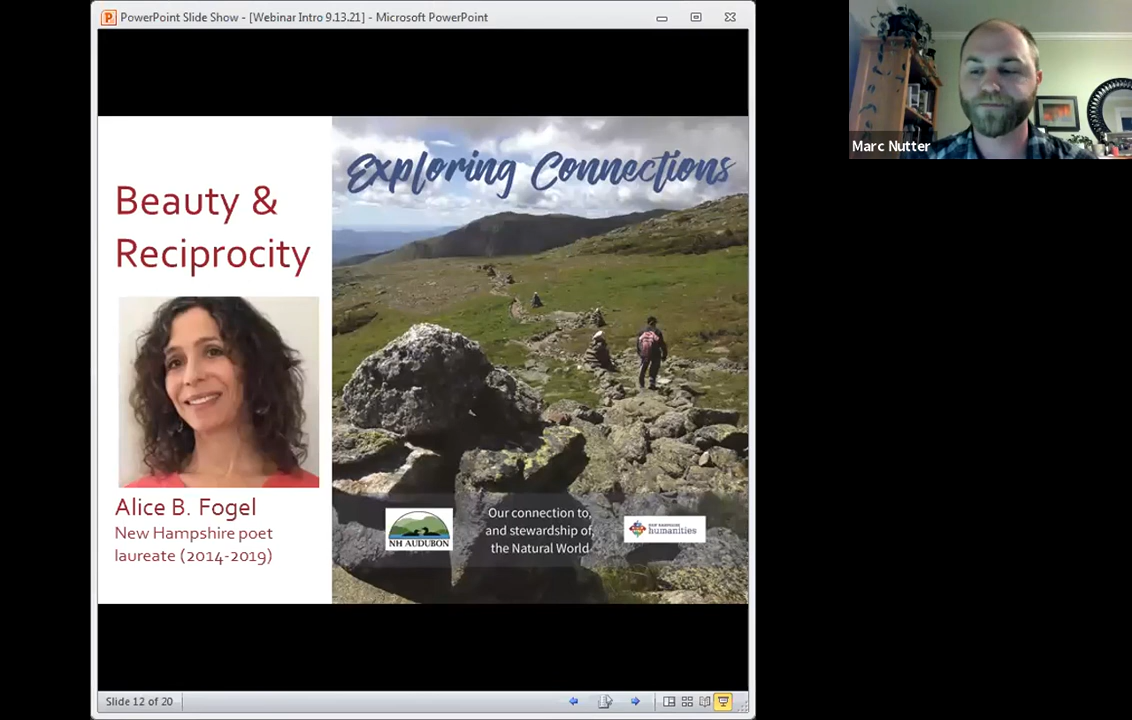 PowerPoint Slide Show - [Webinar Intro 9.13.21] - Microsoft PowerPoint
Marc Nutter
Beauty &
Reciprocity
Exploring Connections
Alice B. Fogel
New Hampshire poet
laureate (2014-2019)
NH AUDUBON
Our connection to,
and stewardship of
the Natural World
NEW HAMPSHIRE
humanities
Slide 12 of 20